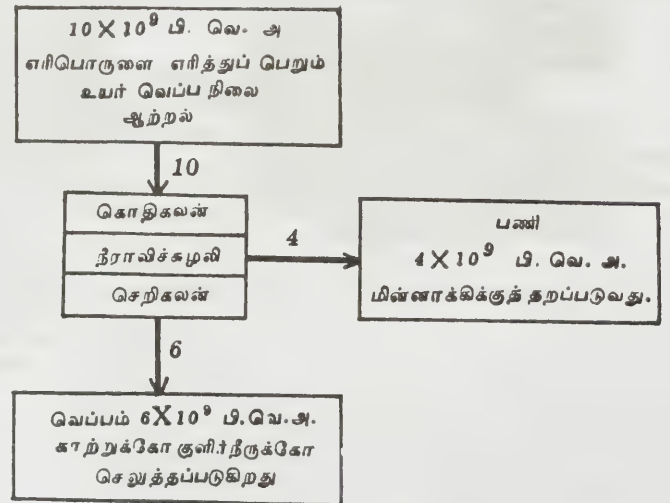 10 X 10⁹ பி. வெ. அ
எரிபொருளை எரித்துப் பெறும்
உயர் வெப்ப நிலை
ஆற்றல்
10
கொதிகலன்
நீராவிச்சுழலி
செறிகலன்
4
பணி
4 X 10⁹ பி. வெ. அ.
மின்னாக்கிக்குத் தறப்படுவது.
6
வெப்பம் 6X10⁹ பி.வெ.அ.
காற்றுக்கோ குளிர்நீருக்கோ
செலுத்தப்படுகிறது